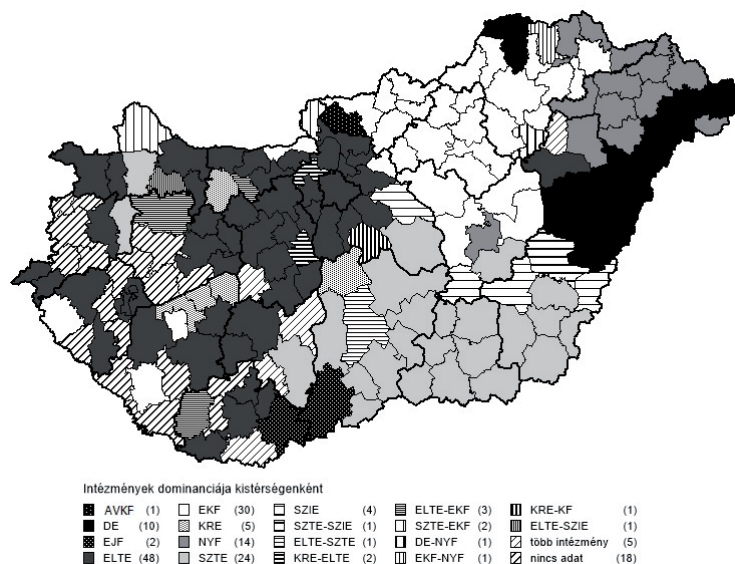 Intézmények dominanciája kistérségenként
AVKF (1) EKF (30) SZIE (4) ELTE-EKF (3) KRE-KF (1)
DE (10) KRE (5) SZTE-SZIE (1) SZTE-EKF (2) ELTE-SZIE (1)
EJF (2) NYF (14) ELTE-SZTE (1) DE-NYF (1) több intézmény (5)
ELTE (48) SZTE (24) KRE-ELTE (2) EKF-NYF (1) nincs adat (18)